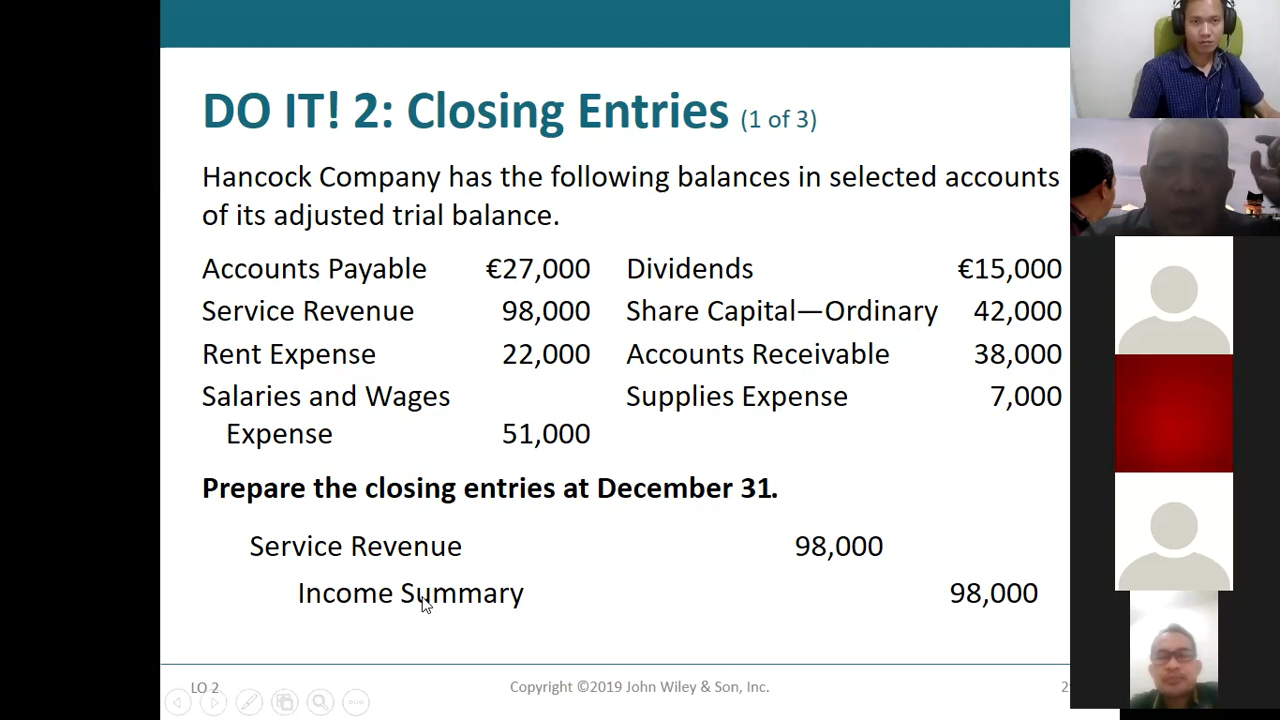 DO IT! 2: Closing Entries (1 of 3)
Hancock Company has the following balances in selected accounts
of its adjusted trial balance.
Accounts Payable €27,000 Dividends €15,000
Service Revenue 98,000 Share Capital—Ordinary 42,000
Rent Expense 22,000 Accounts Receivable 38,000
Salaries and Wages Supplies Expense 7,000
Expense 51,000
Prepare the closing entries at December 31.
Service Revenue 98,000
Income Summary 98,000
LO 2 Copyright ©2019 John Wiley & Son, Inc.